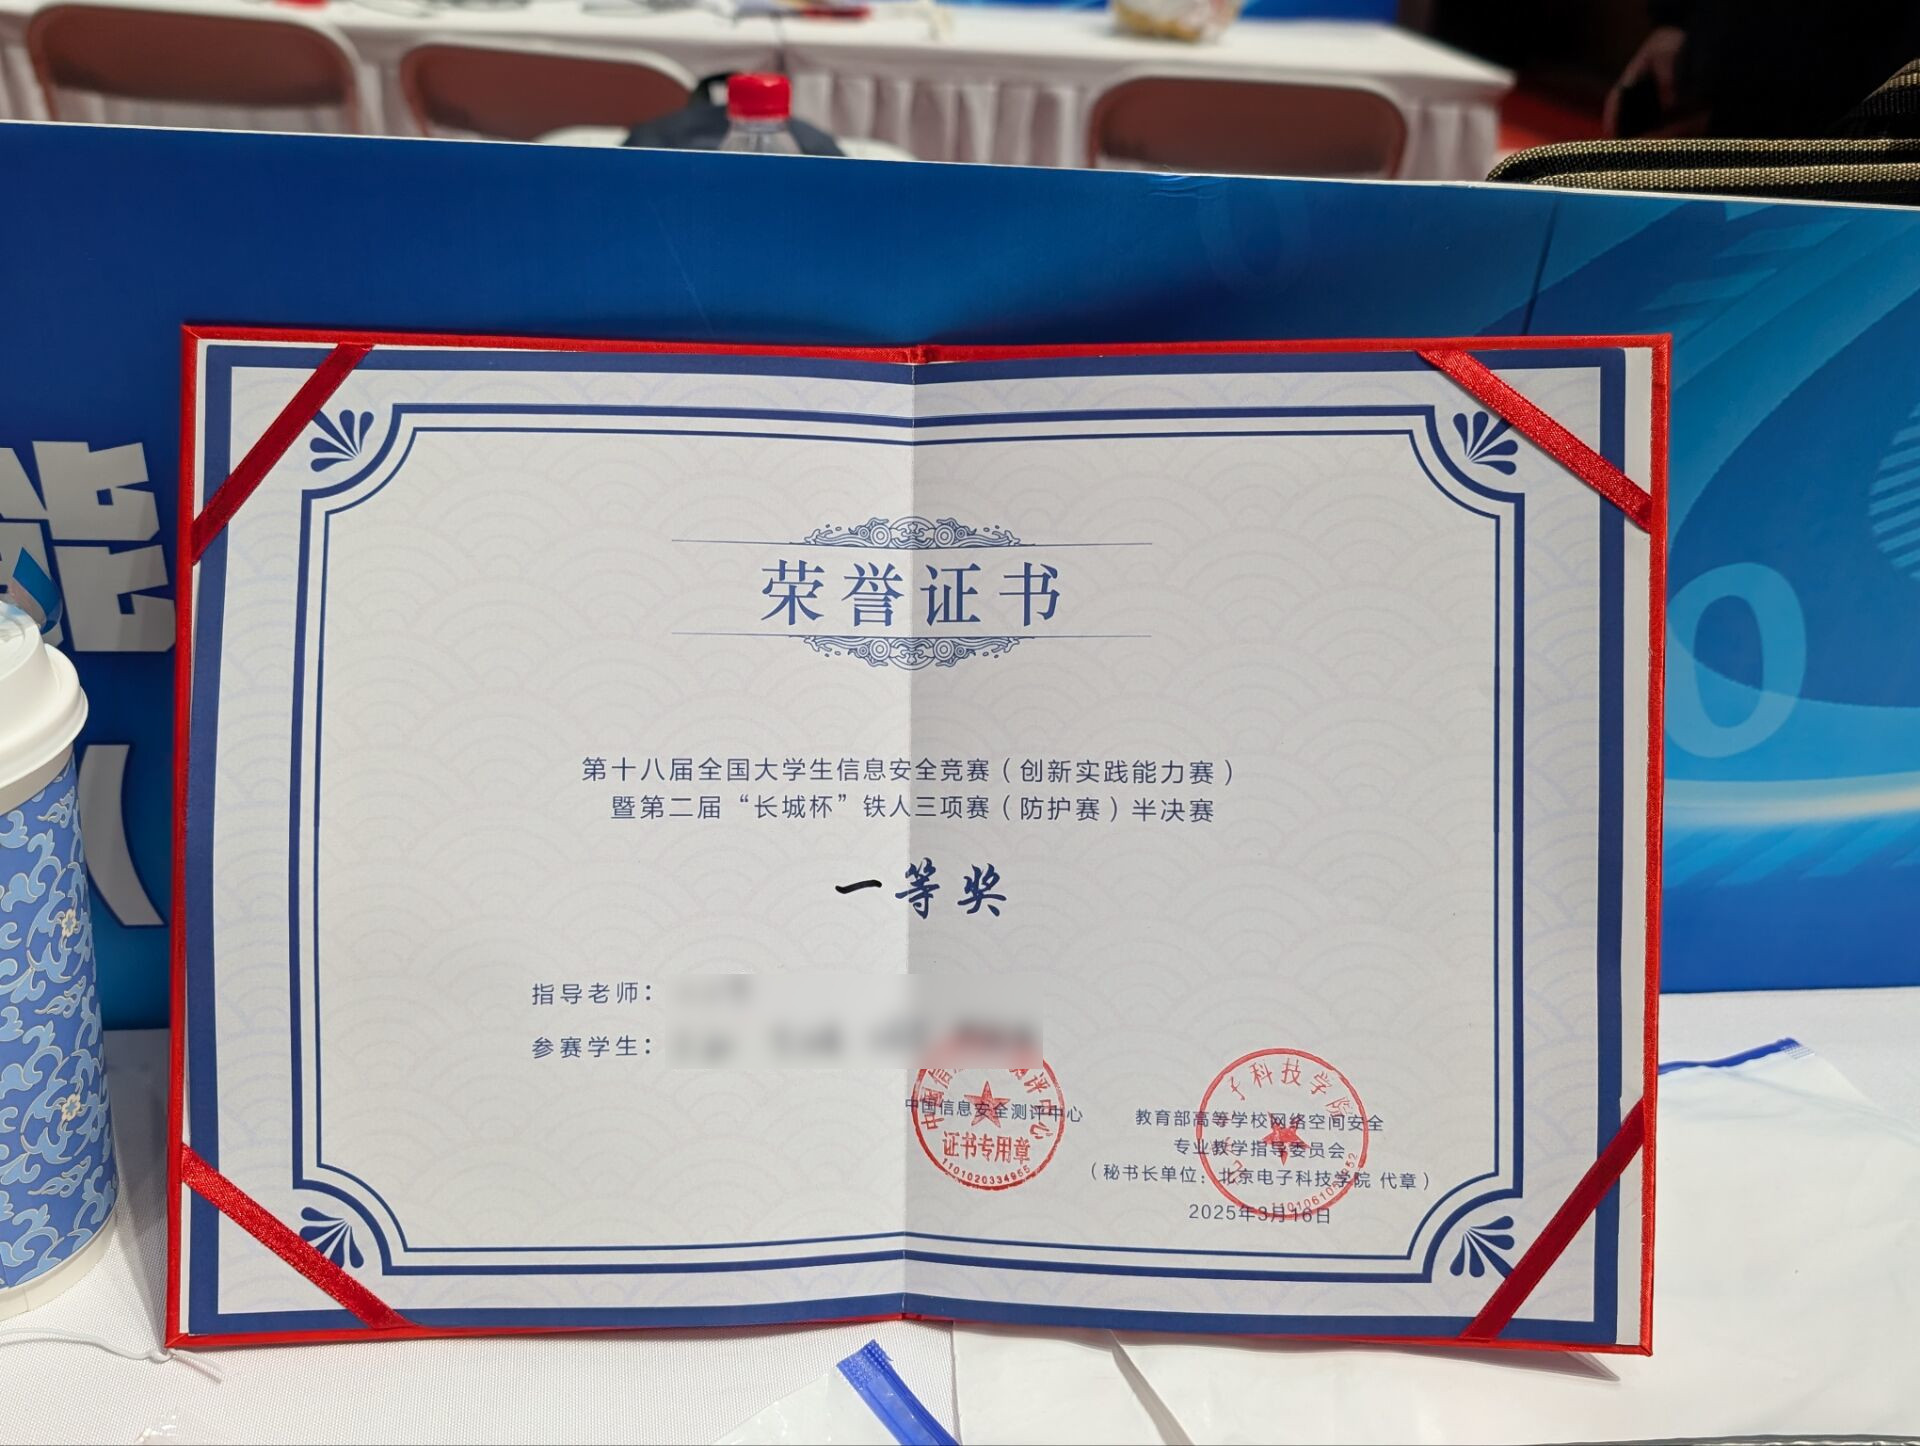 能
荣誉证书
第十八届全国大学生信息安全竞赛（创新实践能力赛）
暨第二届“长城杯”铁人三项赛（防护赛）半决赛
一等奖
指导老师：
参赛学生：
中国信息安全测评中心
证书专用章
1101020334955
教育部高等学校网络空间安全
专业教学指导委员会
（秘书长单位：北京电子科技学院 代章）
2025年3月16日
子科技学院